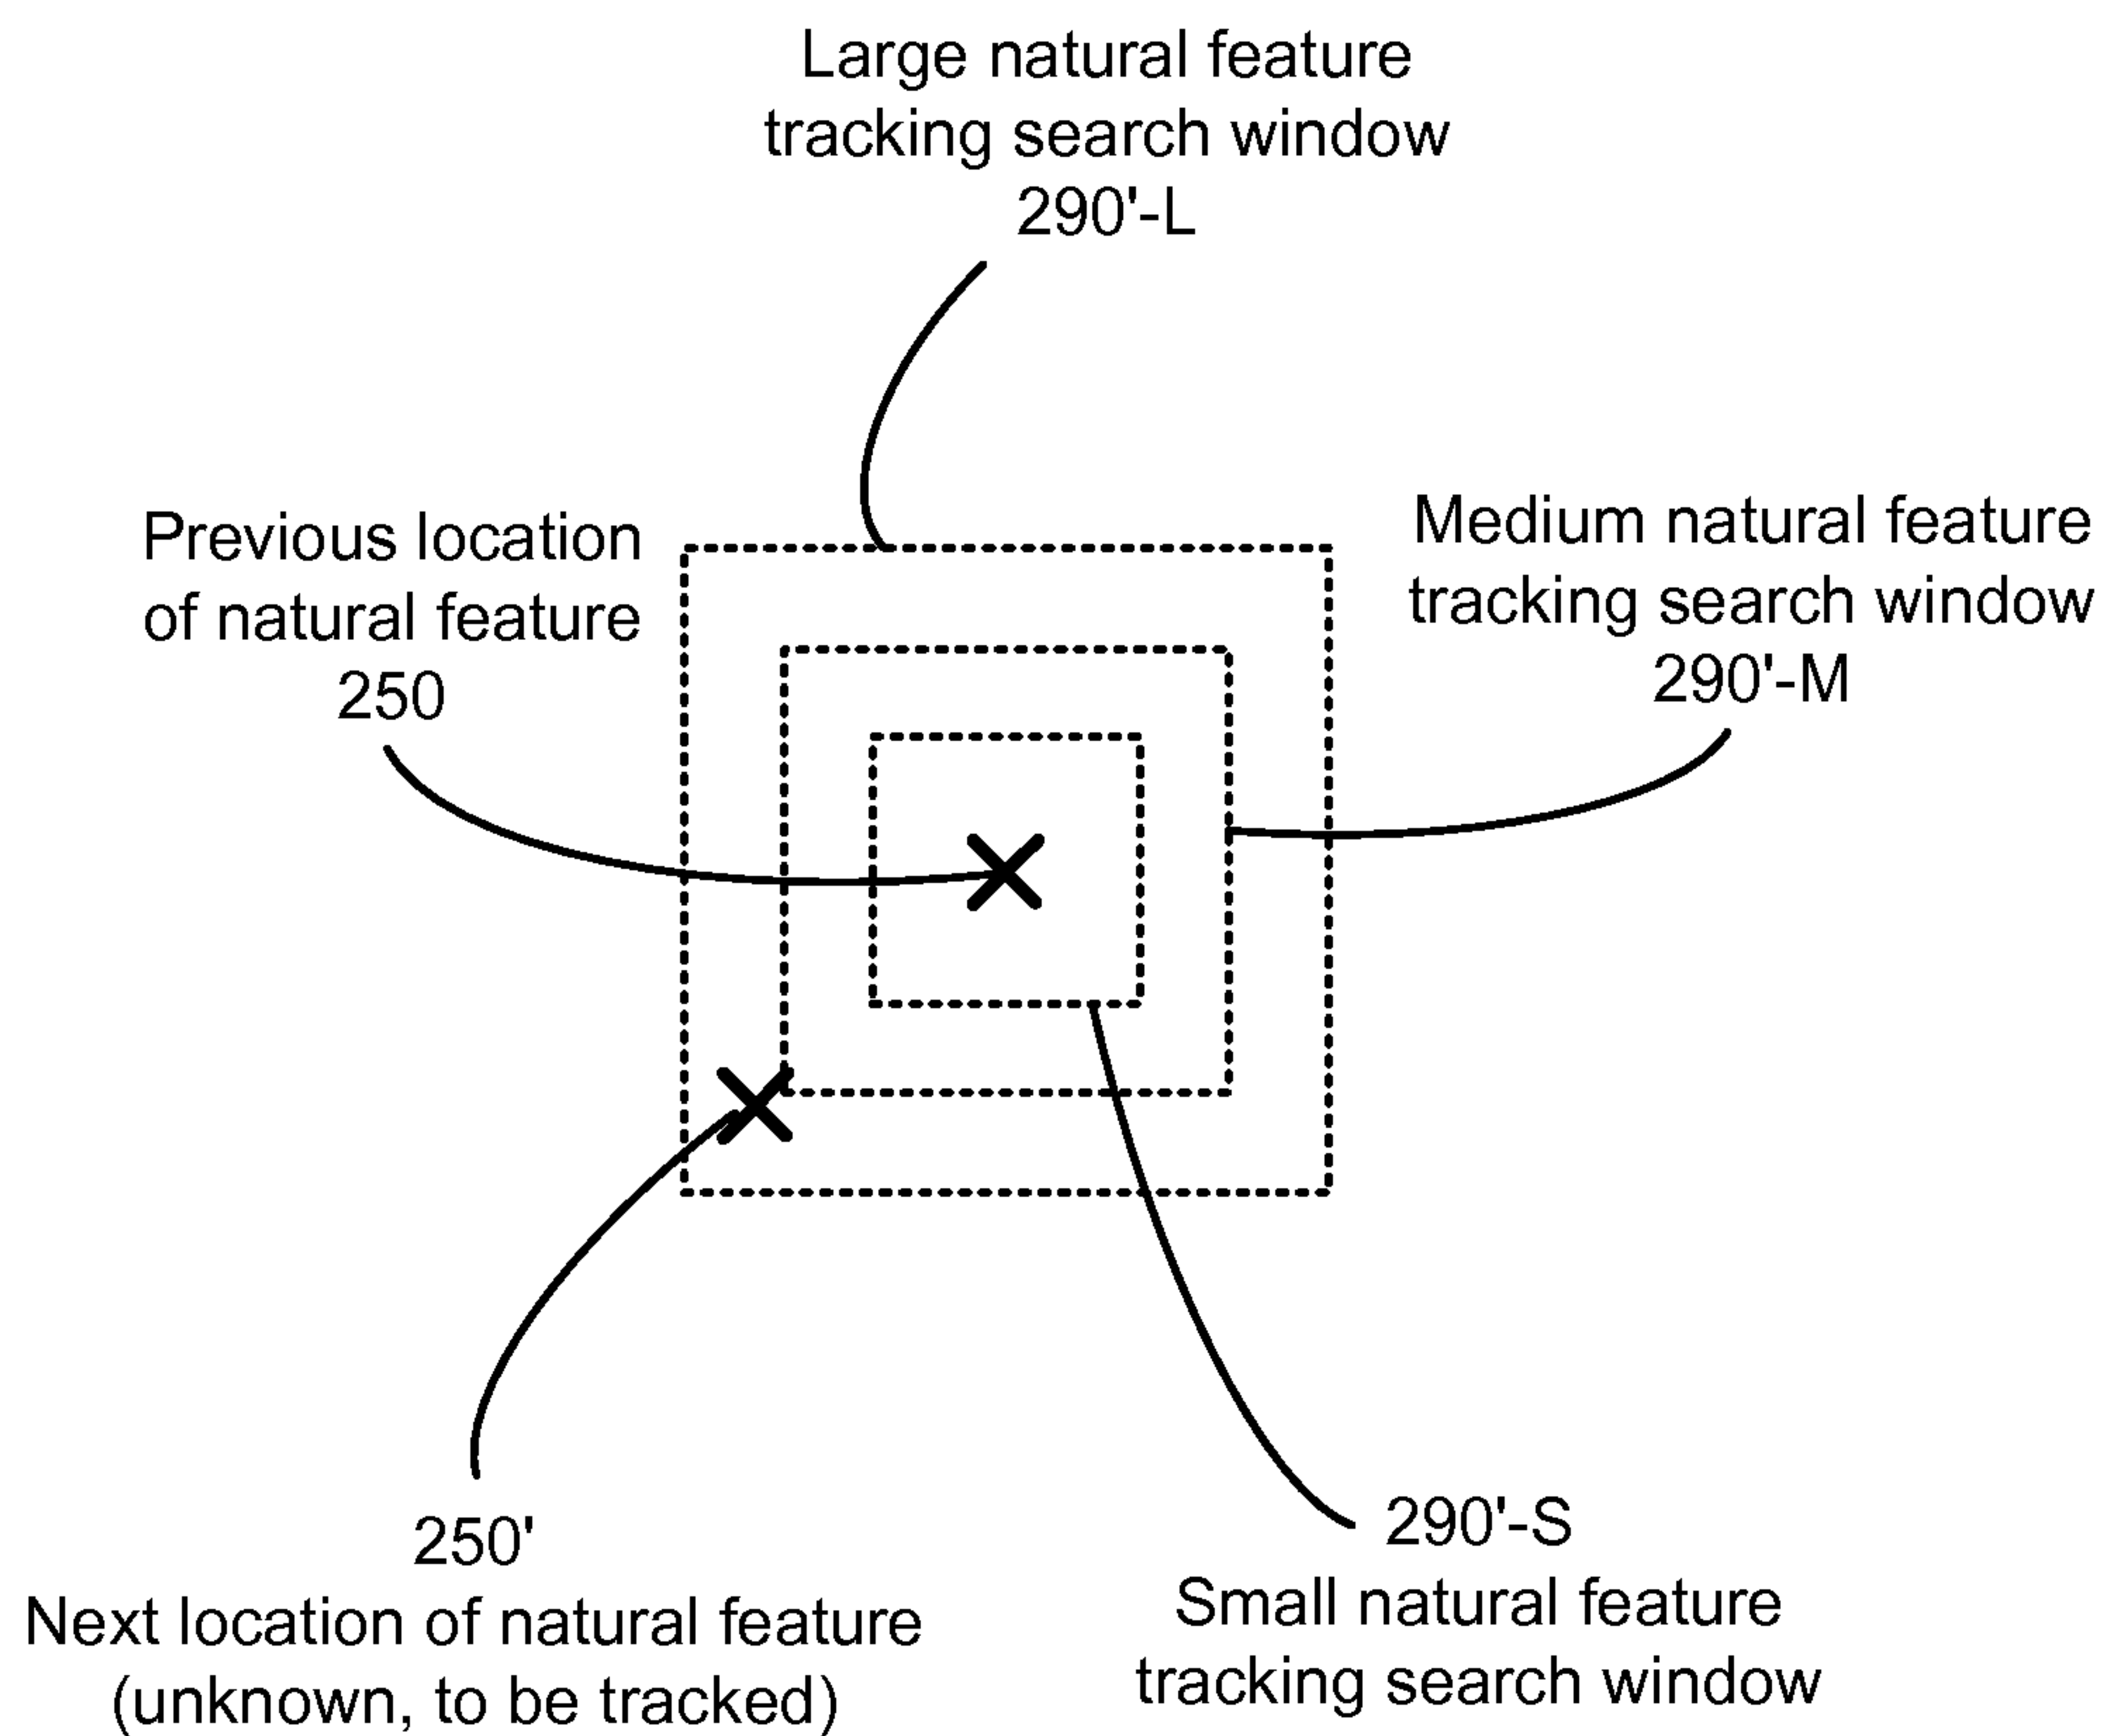 Large natural feature
tracking search window
290'-L
Previous location
of natural feature
250
Medium natural feature
tracking search window
290'-M
250'
Next location of natural feature
(unknown, to be tracked)
290'-S
Small natural feature
tracking search window